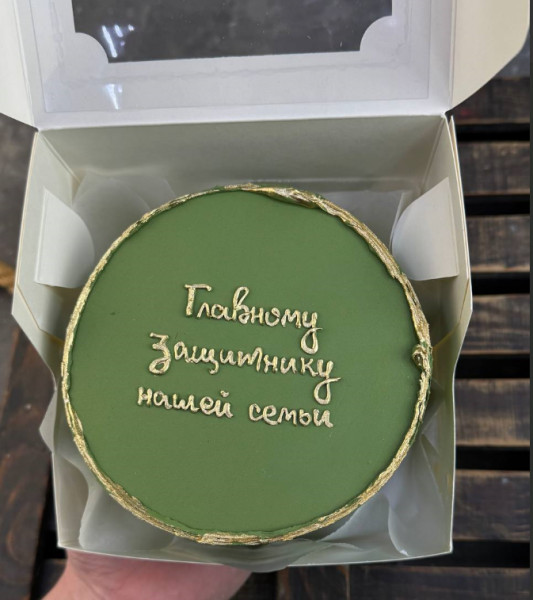 Главному
Защитнику
нашей семьи